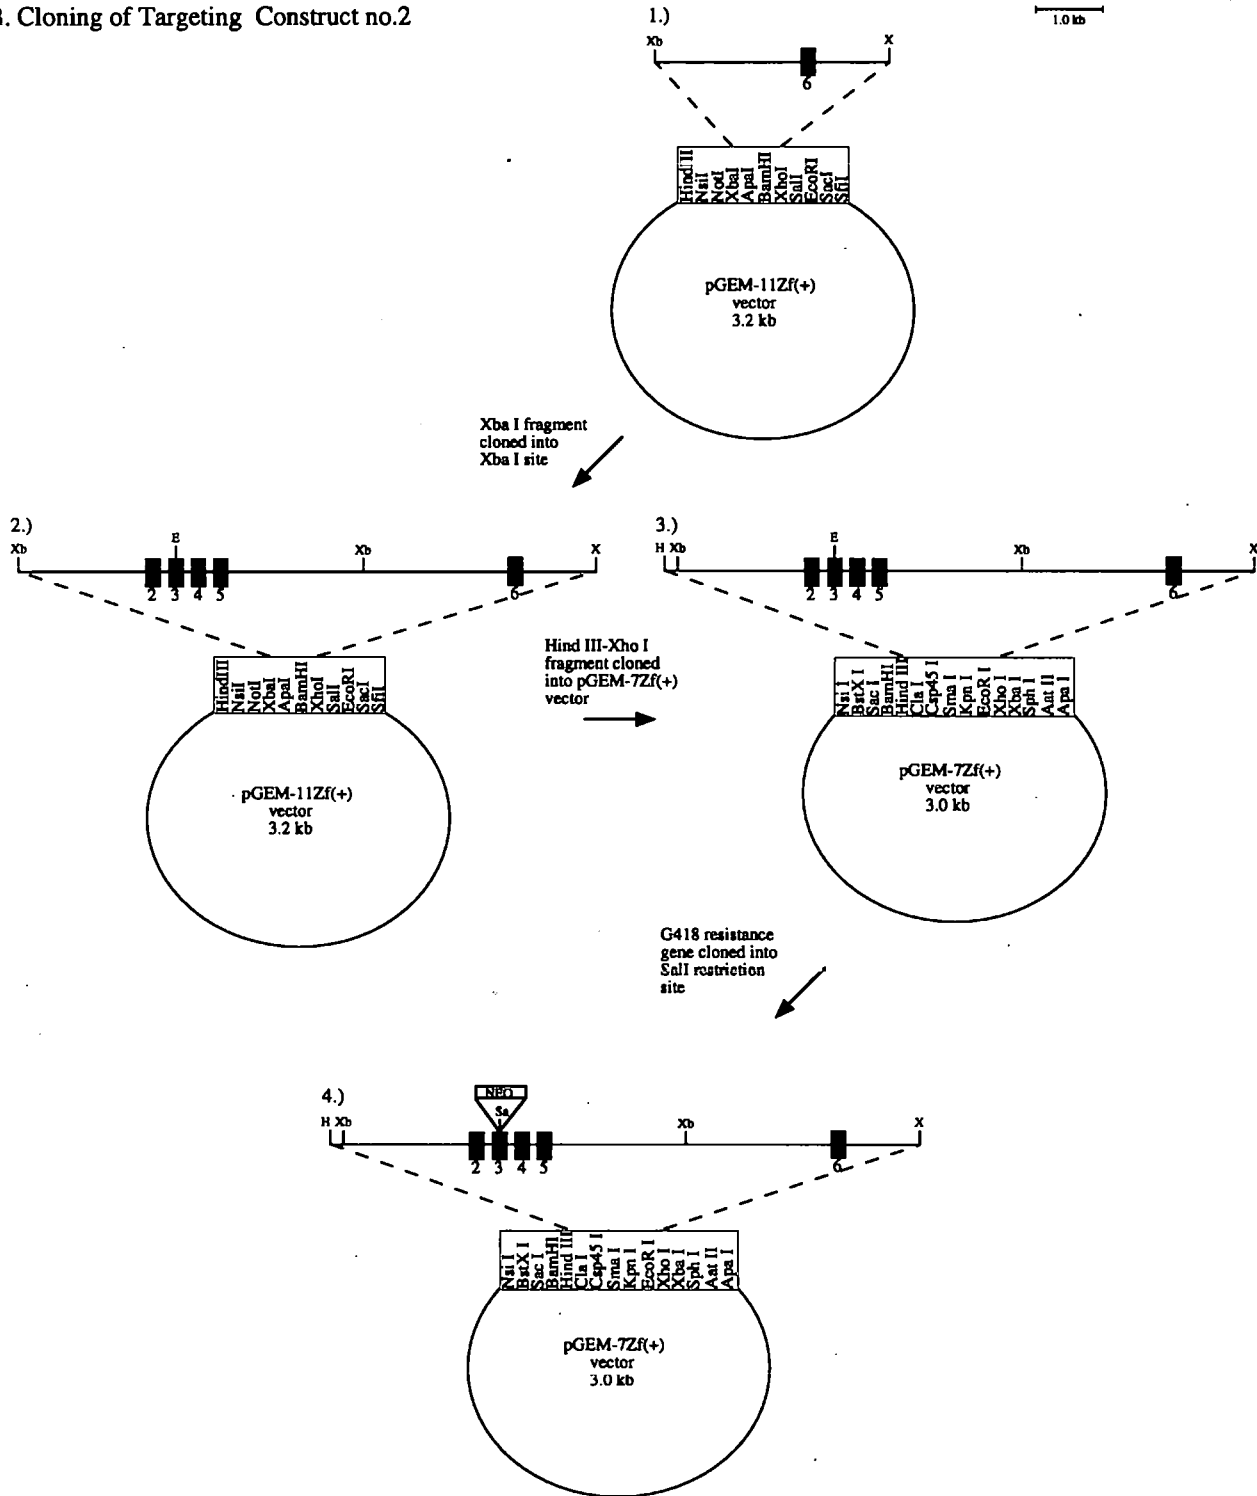 . Cloning of Targeting Construct no.2
1.)
1.0 kb
Xb
X
6
HindIII
NsiI
NotI
XbaI
ApaI
BamHI
XhoI
SalI
EcoRI
SacI
SfiI
pGEM-11Zf(+)
vector
3.2 kb
Xba I fragment
cloned into
Xba I site
2.)
Xb
E
Xb
X
2 3 4 5
6
HindIII
NsiI
NotI
XbaI
ApaI
BamHI
XhoI
SalI
EcoRI
SacI
SfiI
pGEM-11Zf(+)
vector
3.2 kb
Hind III-Xho I
fragment cloned
into pGEM-7Zf(+)
vector
3.)
H Xb
E
Xb
X
2 3 4 5
6
Nsi I
BstX I
Sac I
BamHI
Hind III
Cla I
Csp45 I
Sma I
Kpn I
EcoR I
Xho I
Xba I
Sph I
Aat II
Apa I
pGEM-7Zf(+)
vector
3.0 kb
G418 resistance
gene cloned into
SalI restriction
site
4.)
NEO
Sa
H Xb
Xb
X
2 3 4 5
6
Nsi I
BstX I
Sac I
BamHI
Hind III
Cla I
Csp45 I
Sma I
Kpn I
EcoR I
Xho I
Xba I
Sph I
Aat II
Apa I
pGEM-7Zf(+)
vector
3.0 kb